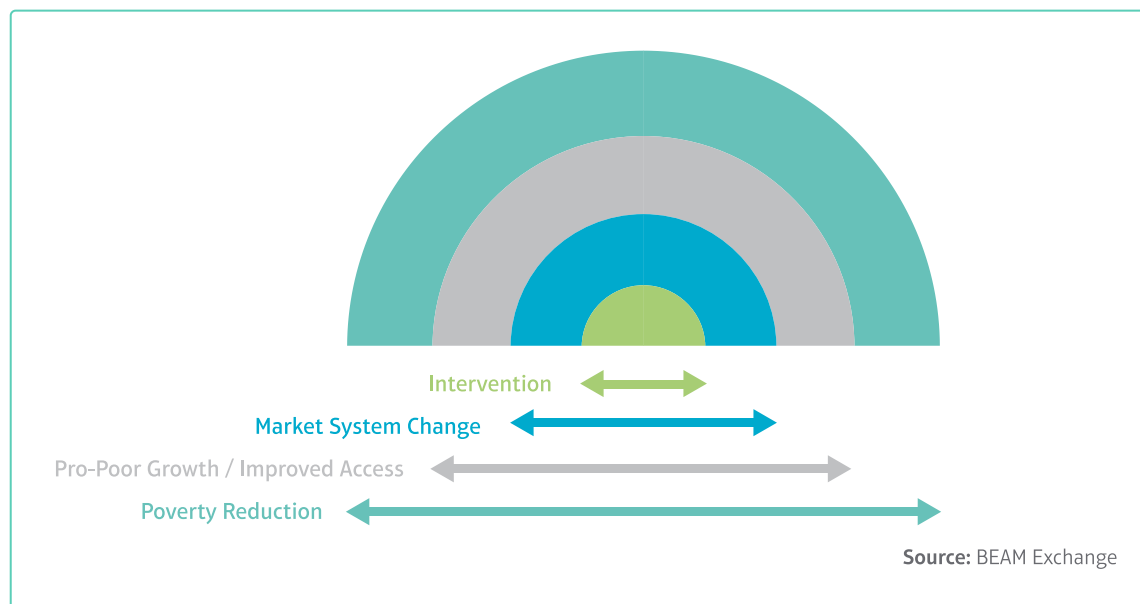 Intervention
Market System Change
Pro-Poor Growth / Improved Access
Poverty Reduction
Source: BEAM Exchange